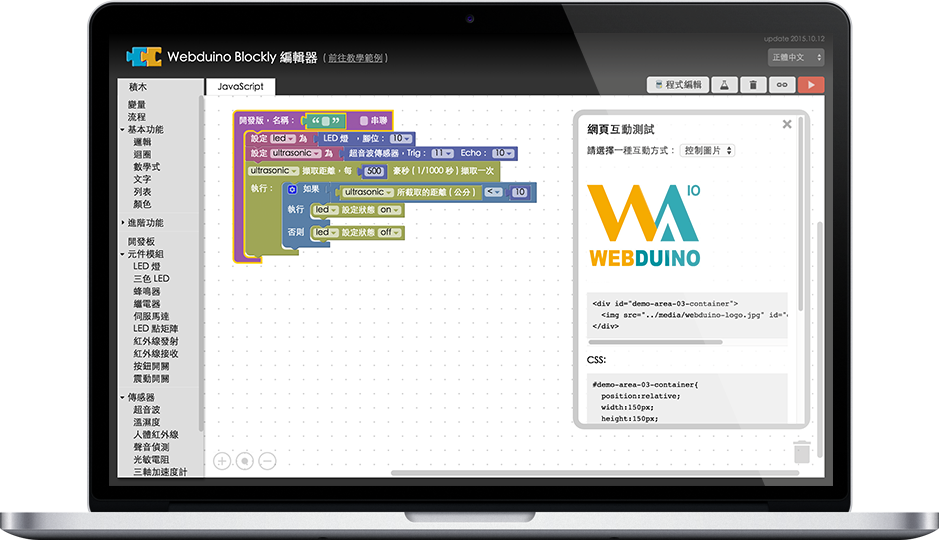 update 2015.10.12
Webduino Blockly 編輯器 ( 前往教學範例 )
正體中文
積木
JavaScript
程式編輯
變量
流程
基本功能
邏輯
迴圈
數學式
文字
列表
顏色
進階功能
開發板
元件模組
LED 燈
三色 LED
蜂鳴器
繼電器
伺服馬達
LED 點矩陣
紅外線發射
紅外線接收
按鈕開關
震動開關
傳感器
超音波
溫濕度
人體紅外線
聲音偵測
光敏電阻
三軸加速度計
開發版，名稱： “ ” 串聯
設定 led 為 LED 燈 ，腳位： 10
設定 ultrasonic 為 超音波傳感器，Trig： 11 Echo： 10
ultrasonic 擷取距離，每 500 豪秒 ( 1/1000 秒 ) 擷取一次
執行： 如果 ultrasonic 所截取的距離 ( 公分 ) < 10
執行 led 設定狀態 on
否則 led 設定狀態 off
網頁互動測試
請選擇一種互動方式： 控制圖片
WA IO
WEBDUINO
<div id="demo-area-03-container">
<img src="../media/webduino-logo.jpg" id="
</div>
CSS:
#demo-area-03-container{
position:relative;
width:150px;
height:150px;